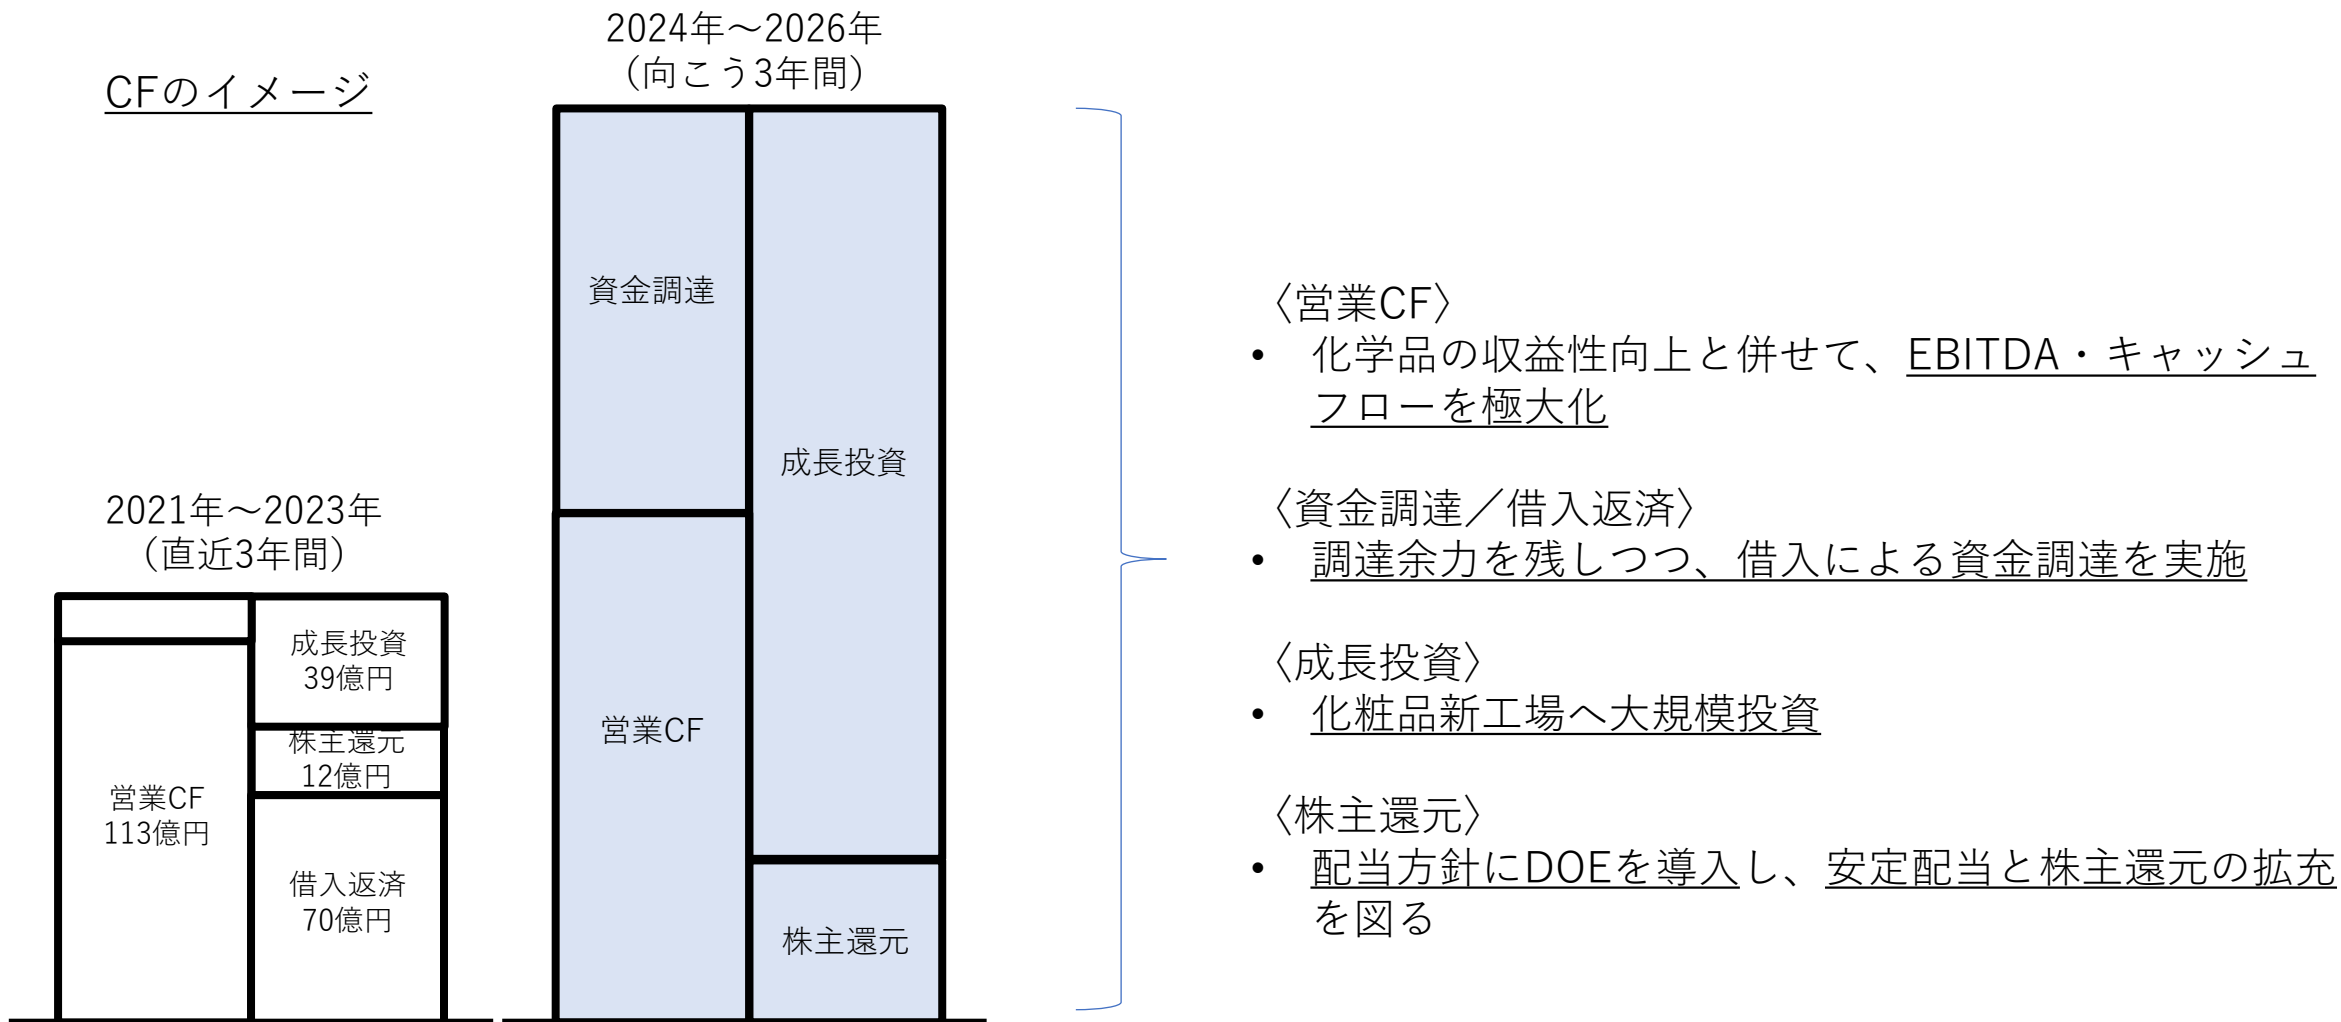 CFのイメージ
2024年～2026年
（向こう3年間）
資金調達
営業CF
成長投資
株主還元
2021年～2023年
（直近3年間）
営業CF
113億円
成長投資
39億円
株主還元
12億円
借入返済
70億円
〈営業CF〉
• 化学品の収益性向上と併せて、EBITDA・キャッシュ
フローを極大化
〈資金調達／借入返済〉
• 調達余力を残しつつ、借入による資金調達を実施
〈成長投資〉
• 化粧品新工場へ大規模投資
〈株主還元〉
• 配当方針にDOEを導入し、安定配当と株主還元の拡充
を図る